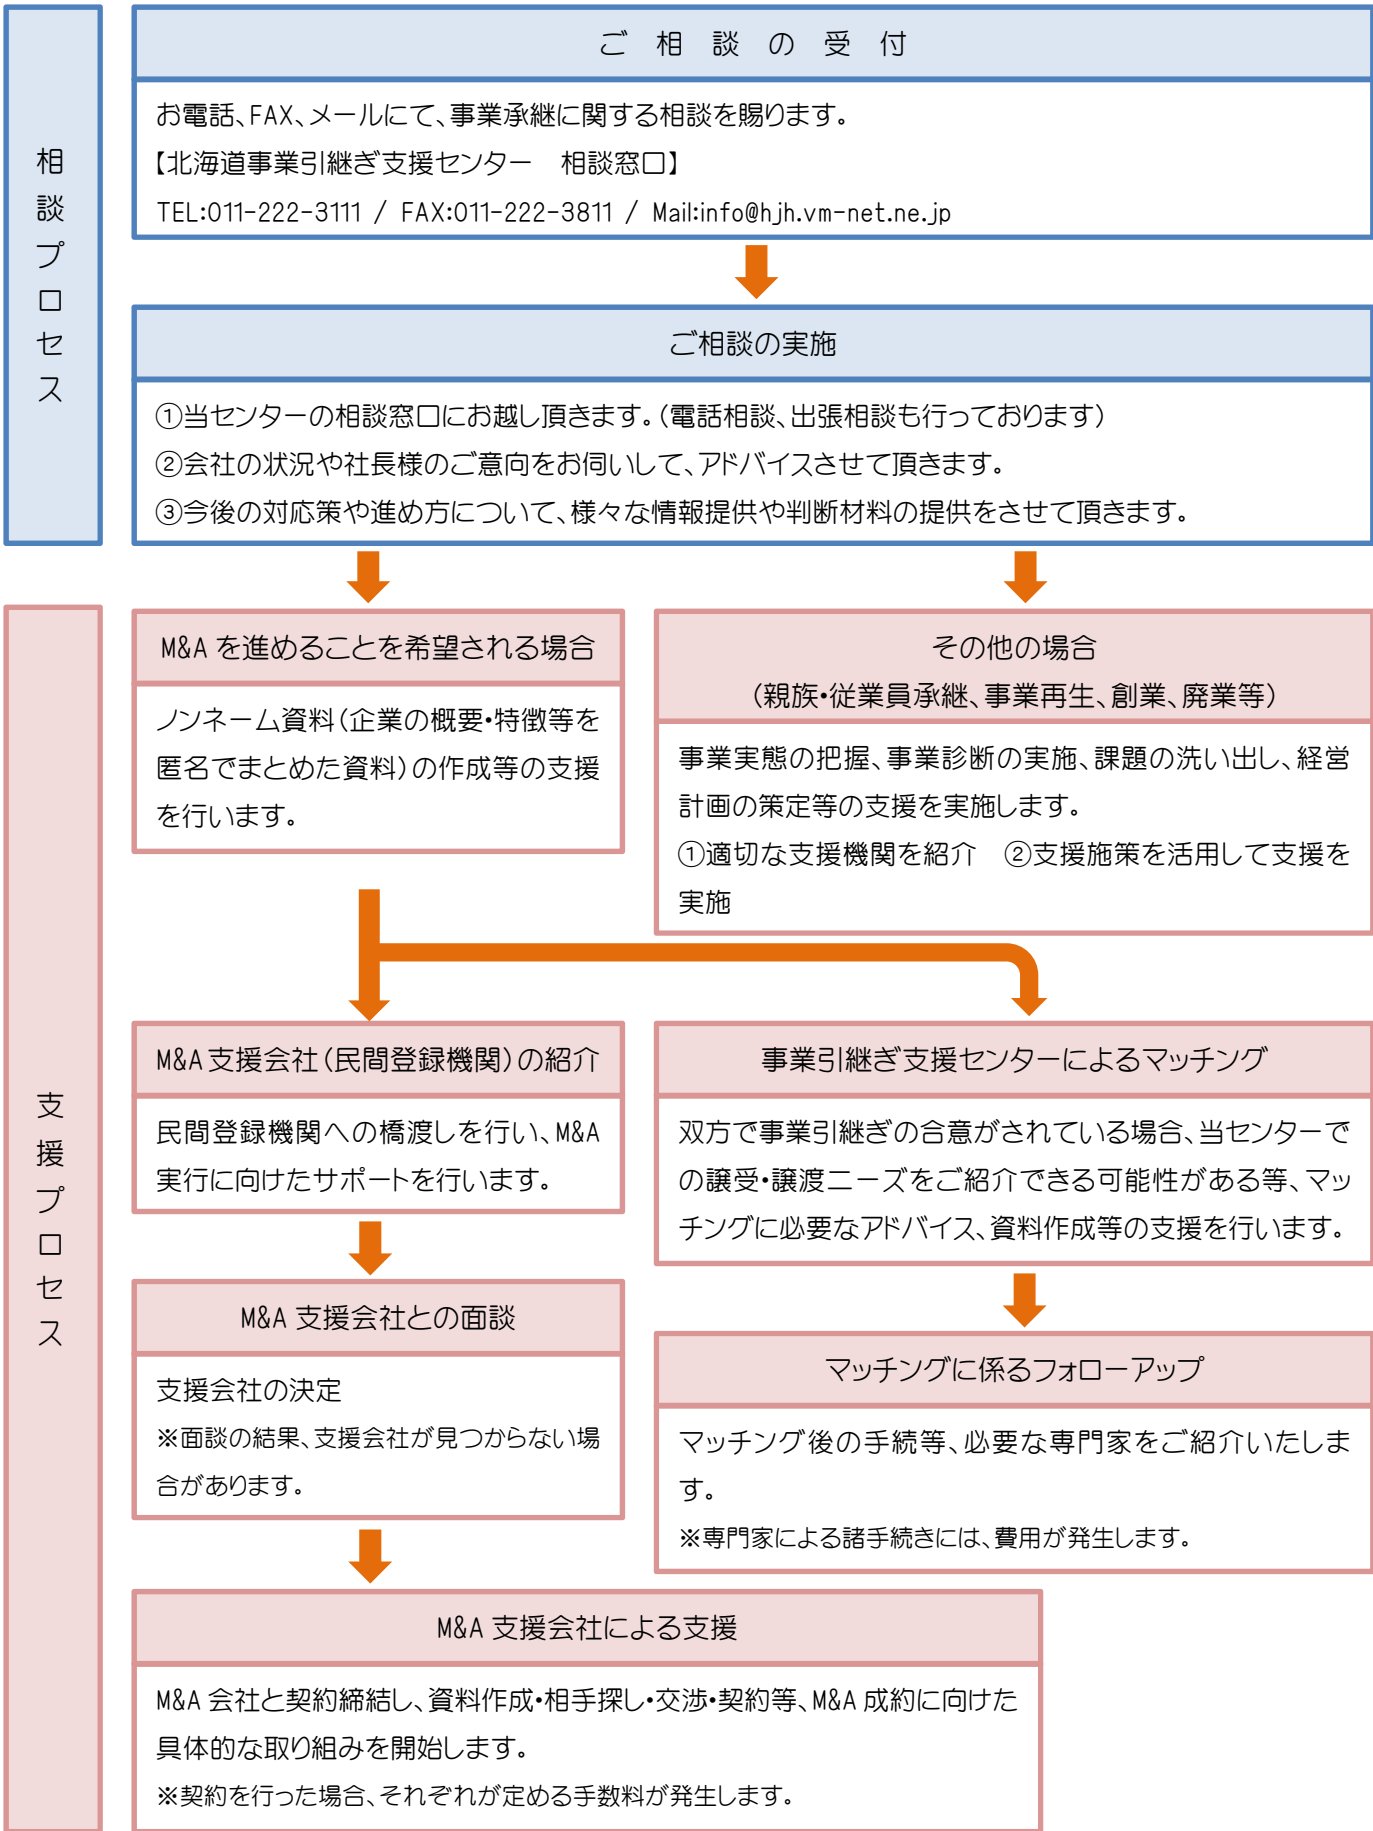 相談プロセス
ご相談の受付
お電話、FAX、メールにて、事業承継に関する相談を賜ります。
【北海道事業引継ぎ支援センター　相談窓口】
TEL:011-222-3111 / FAX:011-222-3811 / Mail:info@hjh.vm-net.ne.jp
ご相談の実施
①当センターの相談窓口にお越し頂きます。（電話相談、出張相談も行っております）
②会社の状況や社長様のご意向をお伺いして、アドバイスさせて頂きます。
③今後の対応策や進め方について、様々な情報提供や判断材料の提供をさせて頂きます。
支援プロセス
M&A を進めることを希望される場合
ノンネーム資料（企業の概要・特徴等を
匿名でまとめた資料）の作成等の支援
を行います。
その他の場合
（親族・従業員承継、事業再生、創業、廃業等）
事業実態の把握、事業診断の実施、課題の洗い出し、経営
計画の策定等の支援を実施します。
①適切な支援機関を紹介　②支援施策を活用して支援を
実施
M&A 支援会社（民間登録機関）の紹介
民間登録機関への橋渡しを行い、M&A
実行に向けたサポートを行います。
事業引継ぎ支援センターによるマッチング
双方で事業引継ぎの合意がされている場合、当センターで
の譲受・譲渡ニーズをご紹介できる可能性がある等、マッ
チングに必要なアドバイス、資料作成等の支援を行います。
M&A 支援会社との面談
支援会社の決定
※面談の結果、支援会社が見つからない場
合があります。
マッチングに係るフォローアップ
マッチング後の手続等、必要な専門家をご紹介いたしま
す。
※専門家による諸手続きには、費用が発生します。
M&A 支援会社による支援
M&A 会社と契約締結し、資料作成・相手探し・交渉・契約等、M&A 成約に向けた
具体的な取り組みを開始します。
※契約を行った場合、それぞれが定める手数料が発生します。